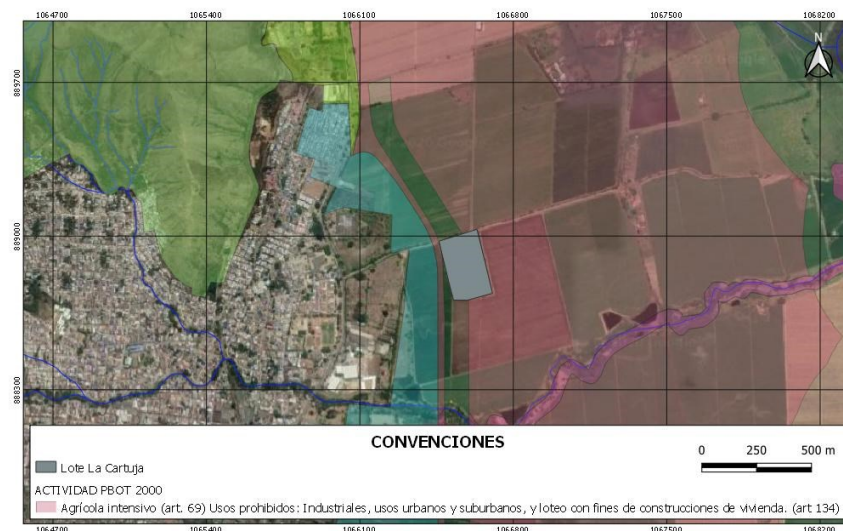 1064700 1065400 1066100 1066800 1067500 1068200
N
889700
889000
888300
CONVENCIONES
0 250 500 m
Lote La Cartuja
ACTIVIDAD PBOT 2000
Agrícola intensivo (art. 69) Usos prohibidos: Industriales, usos urbanos y suburbanos, y loteo con fines de construcciones de vivienda. (art 134)
1064700 1065400 1066100 1066800 1067500 1068200